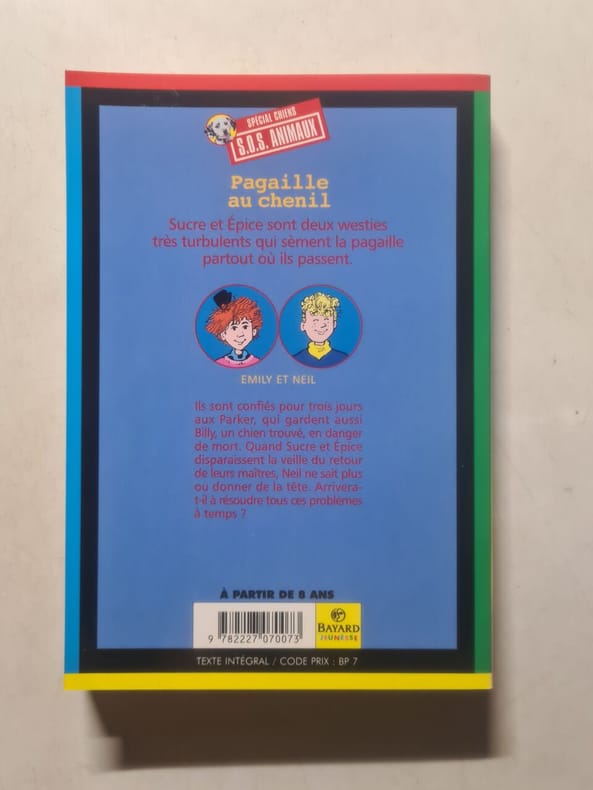 SPÉCIAL CHIENS
S.O.S. ANIMAUX
Pagaille
au chenil
Sucre et Épice sont deux westies
très turbulents qui sèment la pagaille
partout où ils passent.
EMILY ET NEIL
Ils sont confiés pour trois jours
aux Parker, qui gardent aussi
Billy, un chien trouvé, en danger
de mort. Quand Sucre et Épice
disparaissent la veille du retour
de leurs maîtres, Neil ne sait plus
où donner de la tête. Arrivera-
t-il à résoudre tous ces problèmes
à temps ?
À PARTIR DE 8 ANS
9 782227 070073
BAYARD
JEUNESSE
TEXTE INTÉGRAL / CODE PRIX : BP 7